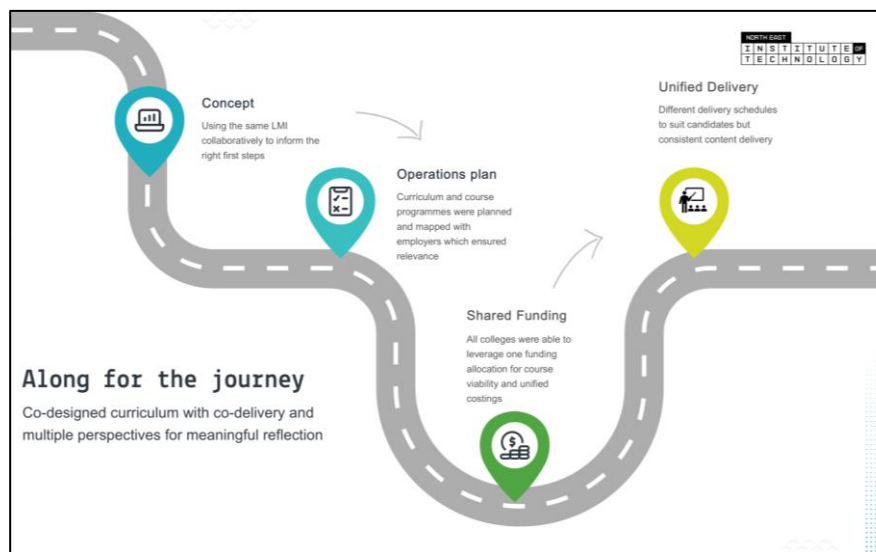 NORTH EAST
INSTITUTE OF
TECHNOLOGY
Concept
Using the same LMI
collaboratively to inform the
right first steps
Operations plan
Curriculum and course
programmes were planned
and mapped with
employers which ensured
relevance
Shared Funding
All colleges were able to
leverage one funding
allocation for course
viability and unified
costings
Unified Delivery
Different delivery schedules
to suit candidates but
consistent content delivery
Along for the journey
Co-designed curriculum with co-delivery and
multiple perspectives for meaningful reflection